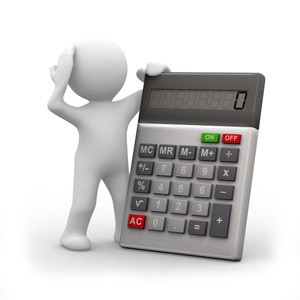 0
ON OFF
MC MR M- M+ ÷
+/- 7 8 9 x
% 4 5 6 -
√ 1 2 3 +
AC 0 . =